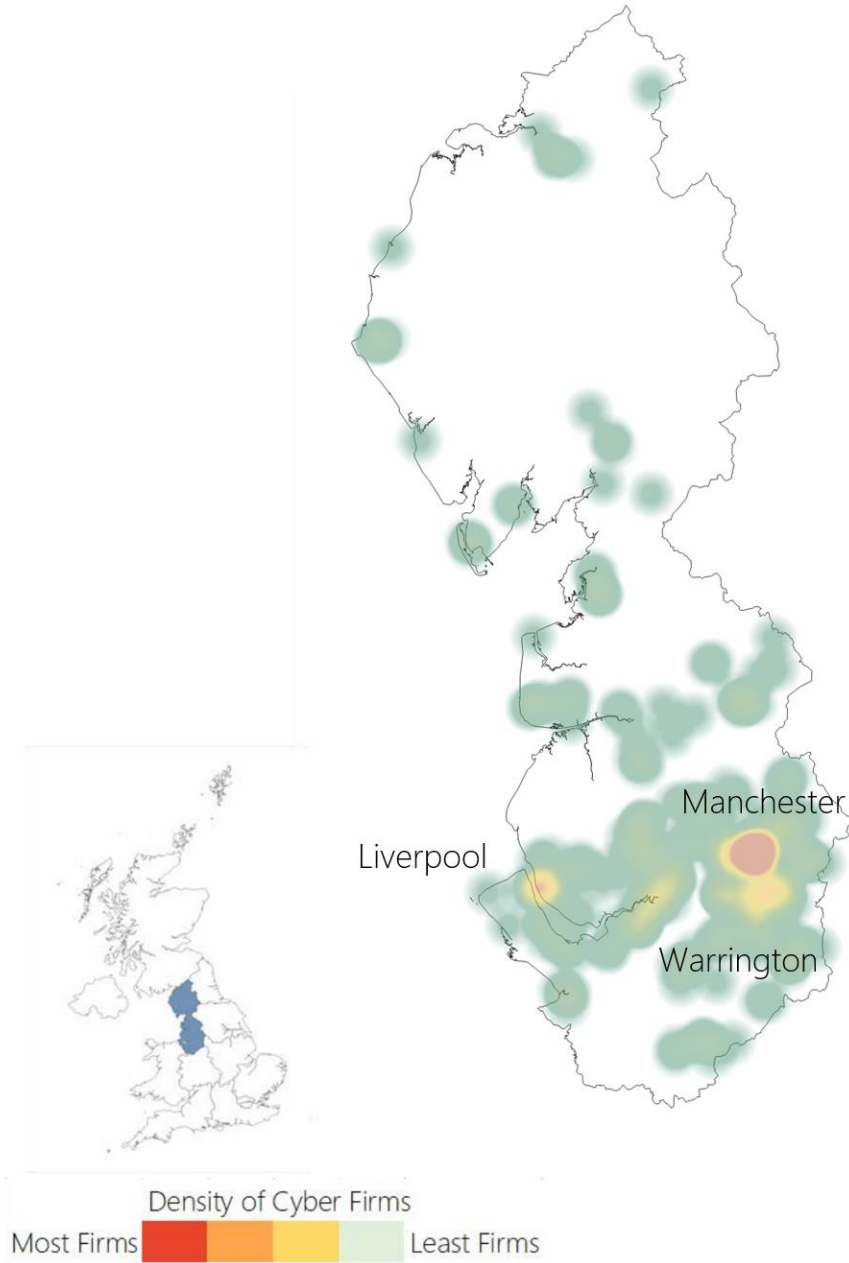 Manchester
Liverpool
Warrington
Density of Cyber Firms
Most Firms
Least Firms